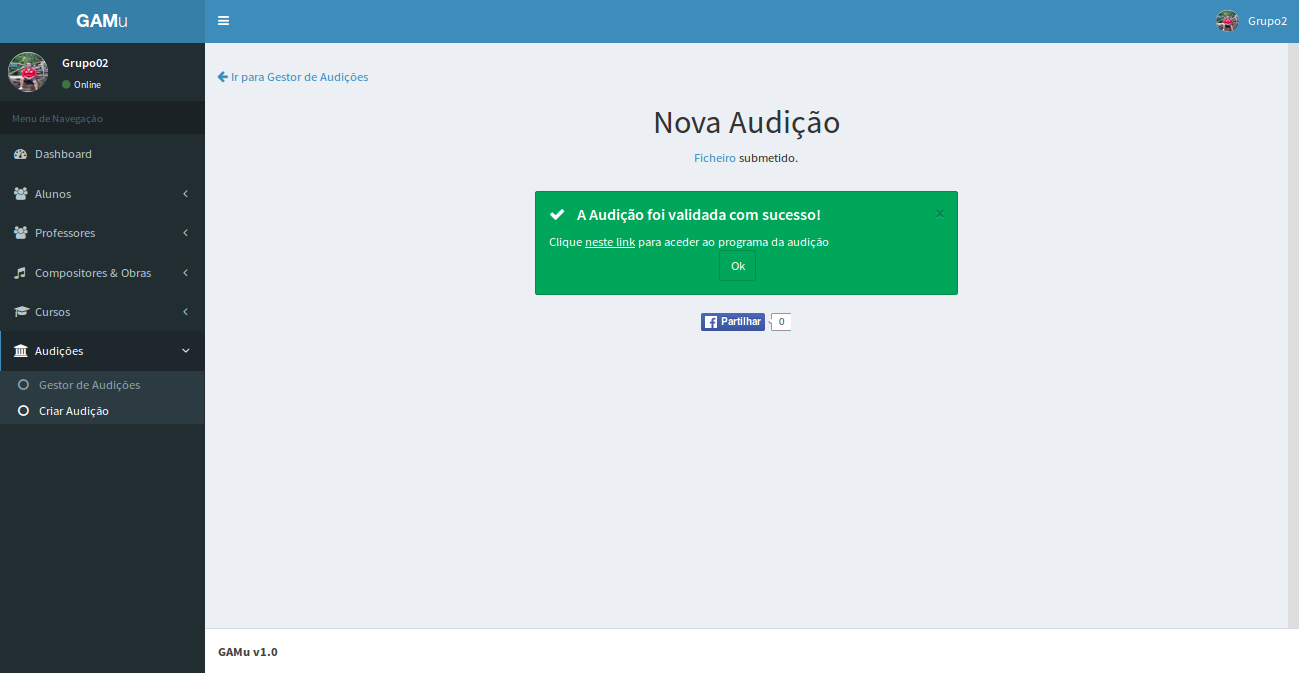 GAMu
Grupo2
Grupo02
Online
Menu de Navegação
Dashboard
Alunos
Professores
Compositores & Obras
Cursos
Audições
Gestor de Audições
Criar Audição
Ir para Gestor de Audições
Nova Audição
Ficheiro submetido.
A Audição foi validada com sucesso!
×
Clique neste link para aceder ao programa da audição
Ok
Partilhar 0
GAMu v1.0